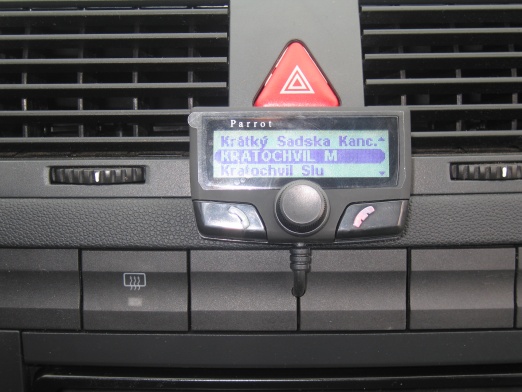 Parrot
Krátký Sadska Kanc.
KRATOCHVIL M
Kratochvil Slu